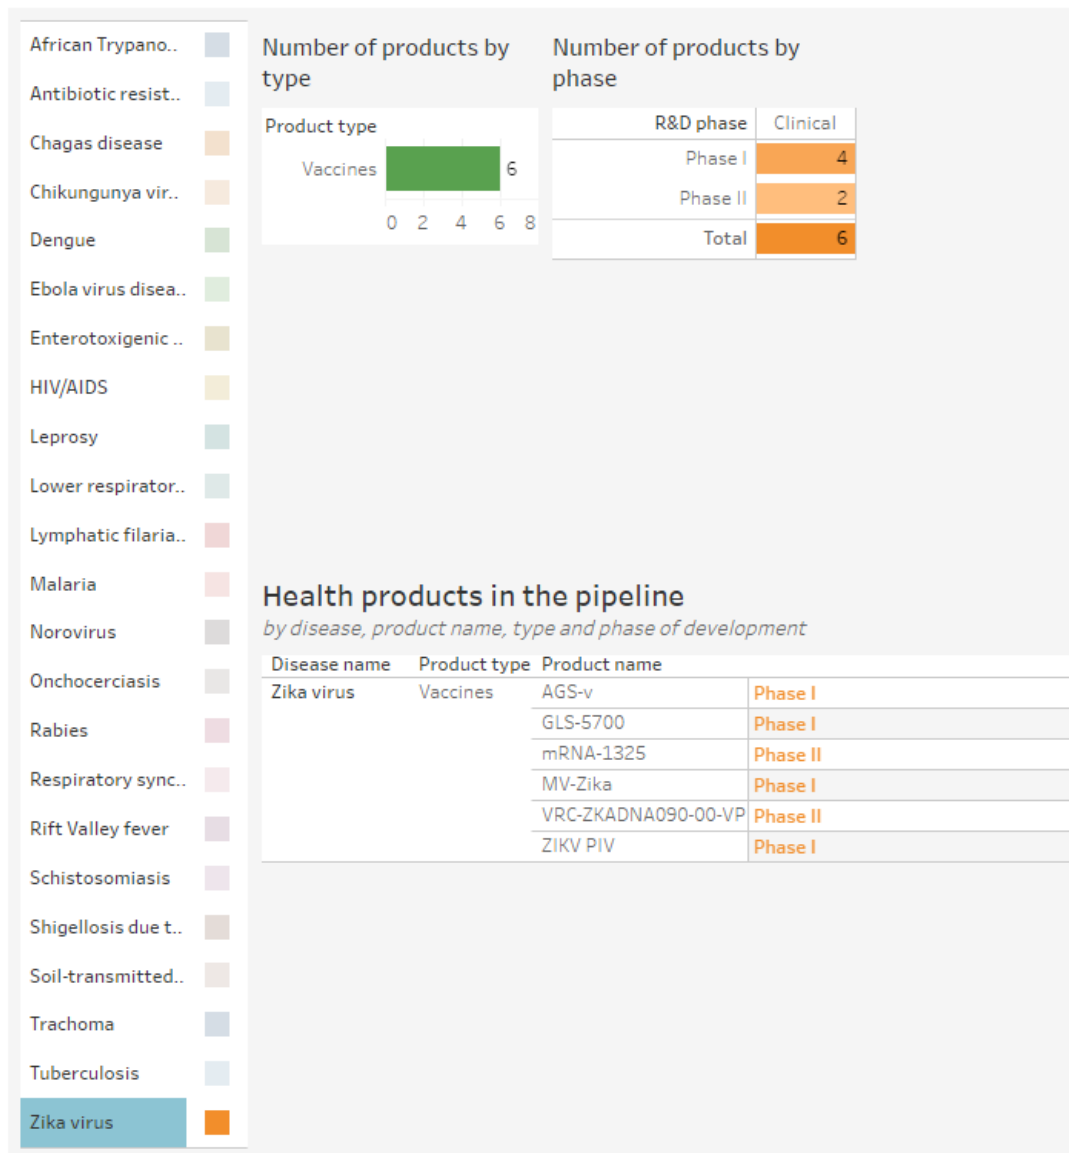 African Trypano..
Antibiotic resist..
Chagas disease
Chikungunya vir..
Dengue
Ebola virus disea..
Enterotoxigenic ..
HIV/AIDS
Leprosy
Lower respirator..
Lymphatic filaria..
Malaria
Norovirus
Onchocerciasis
Rabies
Respiratory sync..
Rift Valley fever
Schistosomiasis
Shigellosis due t..
Soil-transmitted..
Trachoma
Tuberculosis
Zika virus
Number of products by
type
Product type
Vaccines 6
0 2 4 6 8
Number of products by
phase
R&D phase Clinical
Phase I 4
Phase II 2
Total 6
Health products in the pipeline
by disease, product name, type and phase of development
Disease name Product type Product name
Zika virus Vaccines AGS-v Phase I
GLS-5700 Phase I
mRNA-1325 Phase II
MV-Zika Phase I
VRC-ZKADNA090-00-VP Phase II
ZIKV PIV Phase I